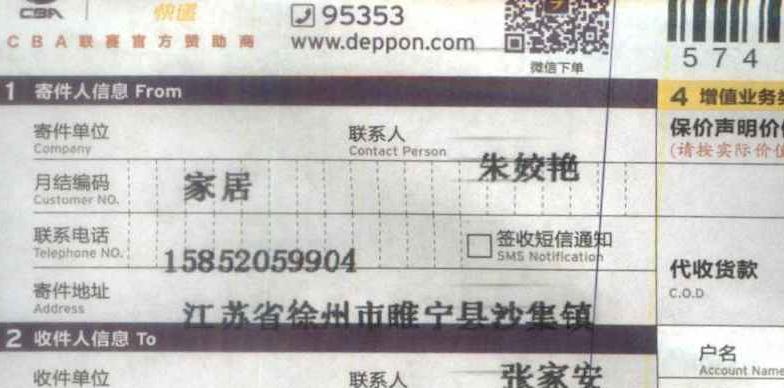 CBA 快递
CBA联赛官方赞助商
95353
www.deppon.com
微信下单
574
1 寄件人信息 From
4 增值业务
寄件单位
Company
联系人
Contact Person
朱姣艳
保价声明价
(请按实际价值
月结编码
Customer NO.
家居
联系电话
Telephone NO.
15852059904
签收短信通知
SMS Notification
代收货款
C.O.D
寄件地址
Address
江苏省徐州市睢宁县沙集镇
2 收件人信息 To
户名
Account Name
收件单位
联系人
张家安